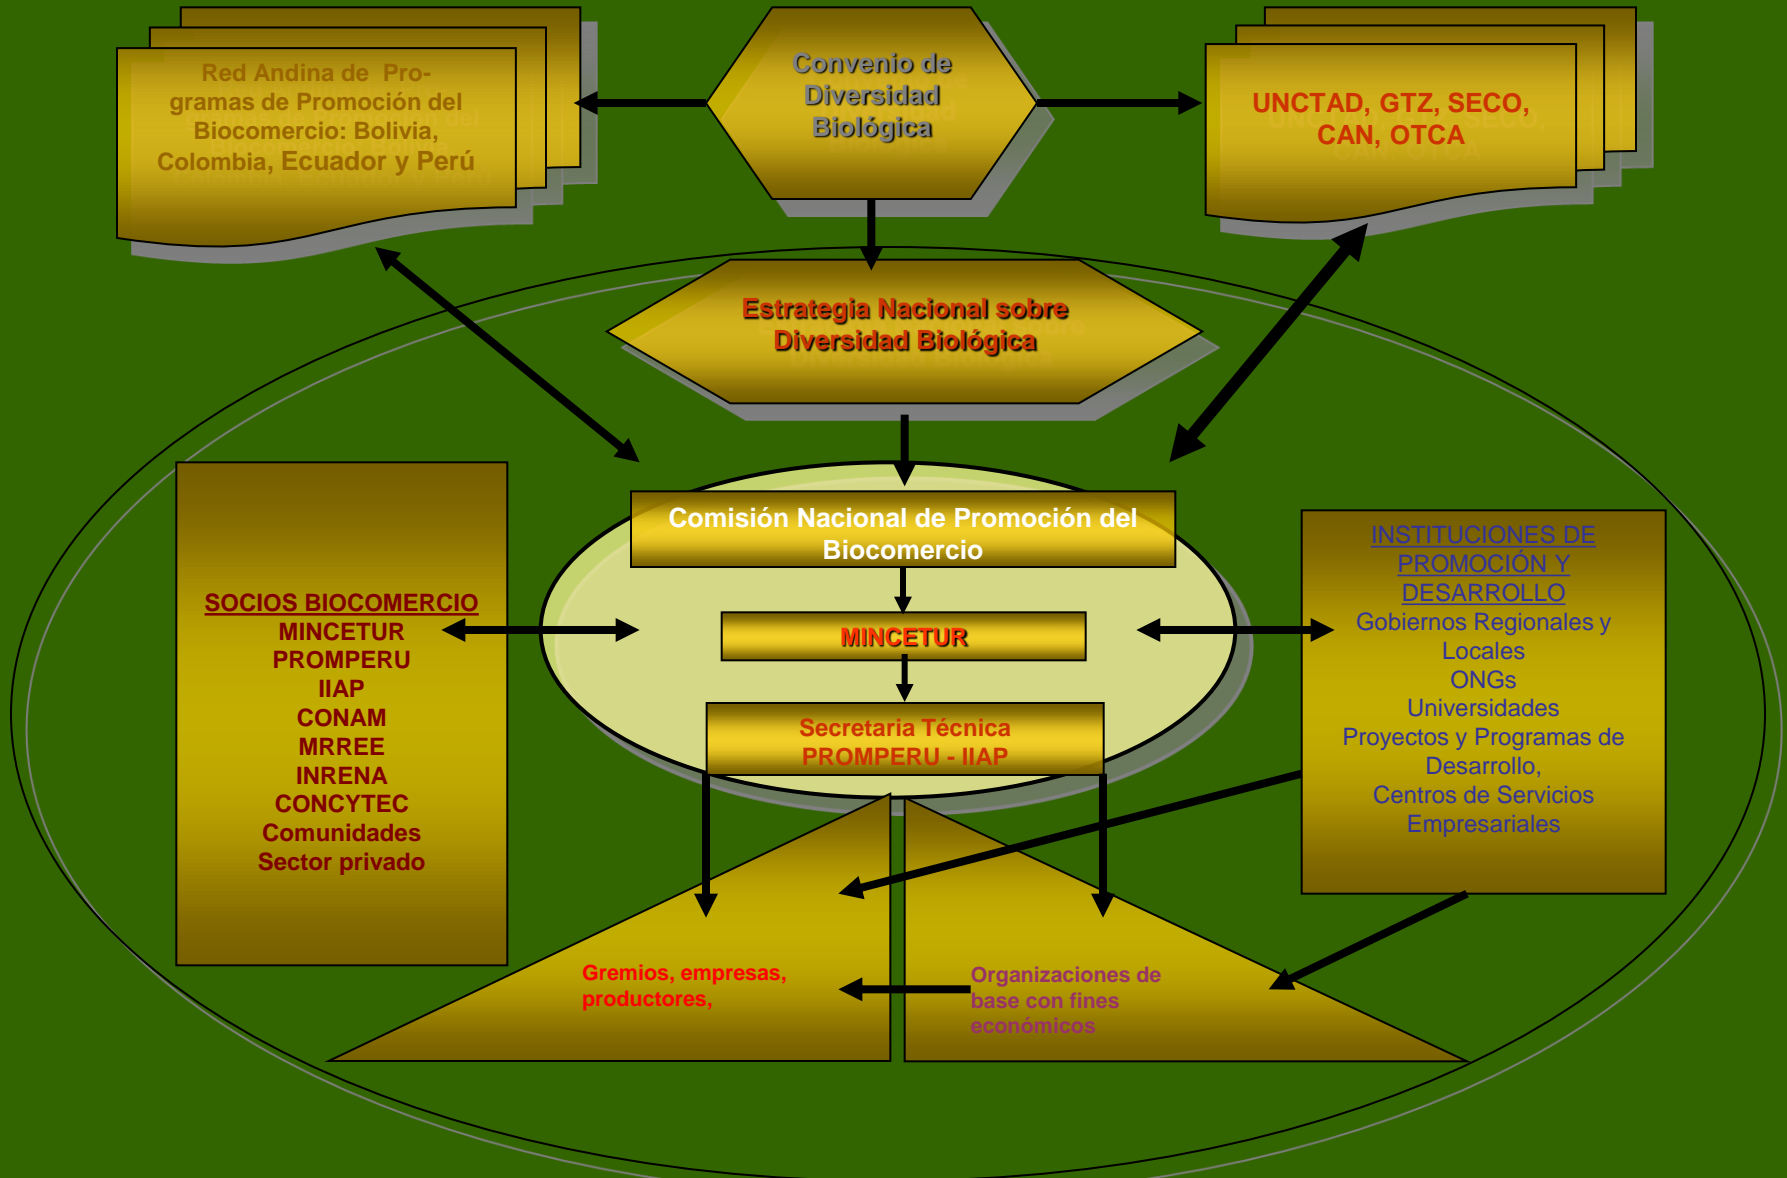 Red Andina de Pro-
gramas de Promoción del
Biocomercio: Bolivia,
Colombia, Ecuador y Perú
Convenio de
Diversidad
Biológica
UNCTAD, GTZ, SECO,
CAN, OTCA
Estrategia Nacional sobre
Diversidad Biológica
Comisión Nacional de Promoción del
Biocomercio
MINCETUR
Secretaria Técnica
PROMPERU - IIAP
SOCIOS BIOCOMERCIO
MINCETUR
PROMPERU
IIAP
CONAM
MRREE
INRENA
CONCYTEC
Comunidades
Sector privado
INSTITUCIONES DE
PROMOCIÓN Y
DESARROLLO
Gobiernos Regionales y
Locales
ONGs
Universidades
Proyectos y Programas de
Desarrollo,
Centros de Servicios
Empresariales
Gremios, empresas,
productores,
Organizaciones de
base con fines
económicos